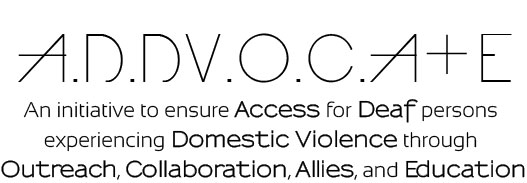 A.D.DV.O.C.A+E
An initiative to ensure Access for Deaf persons
experiencing Domestic Violence through
Outreach, Collaboration, Allies, and Education